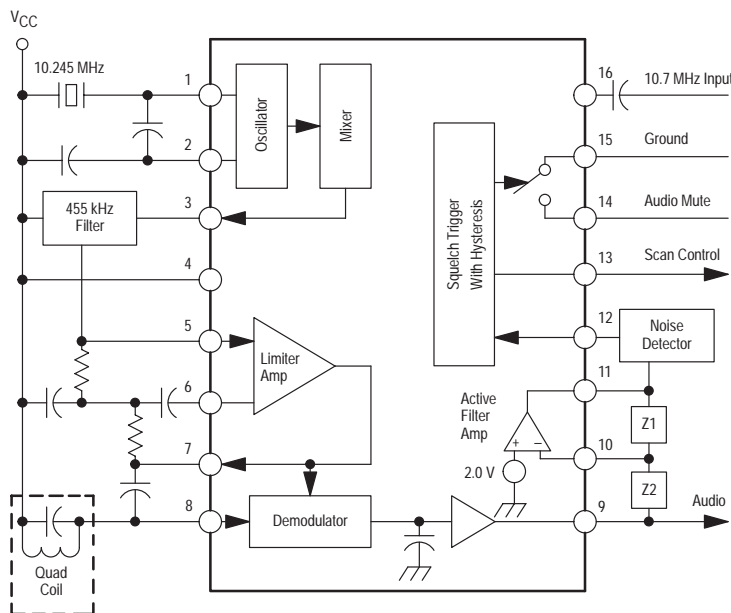 VCC
10.245 MHz
1
2
Oscillator
Mixer
16
10.7 MHz Input
15
Ground
14
Audio Mute
13
Scan Control
Squelch Trigger
With Hysteresis
455 kHz
Filter
3
4
5
Limiter
Amp
6
7
8
Demodulator
12
Noise
Detector
11
Active
Filter
Amp
+
–
2.0 V
10
Z1
Z2
9
Audio
Quad
Coil